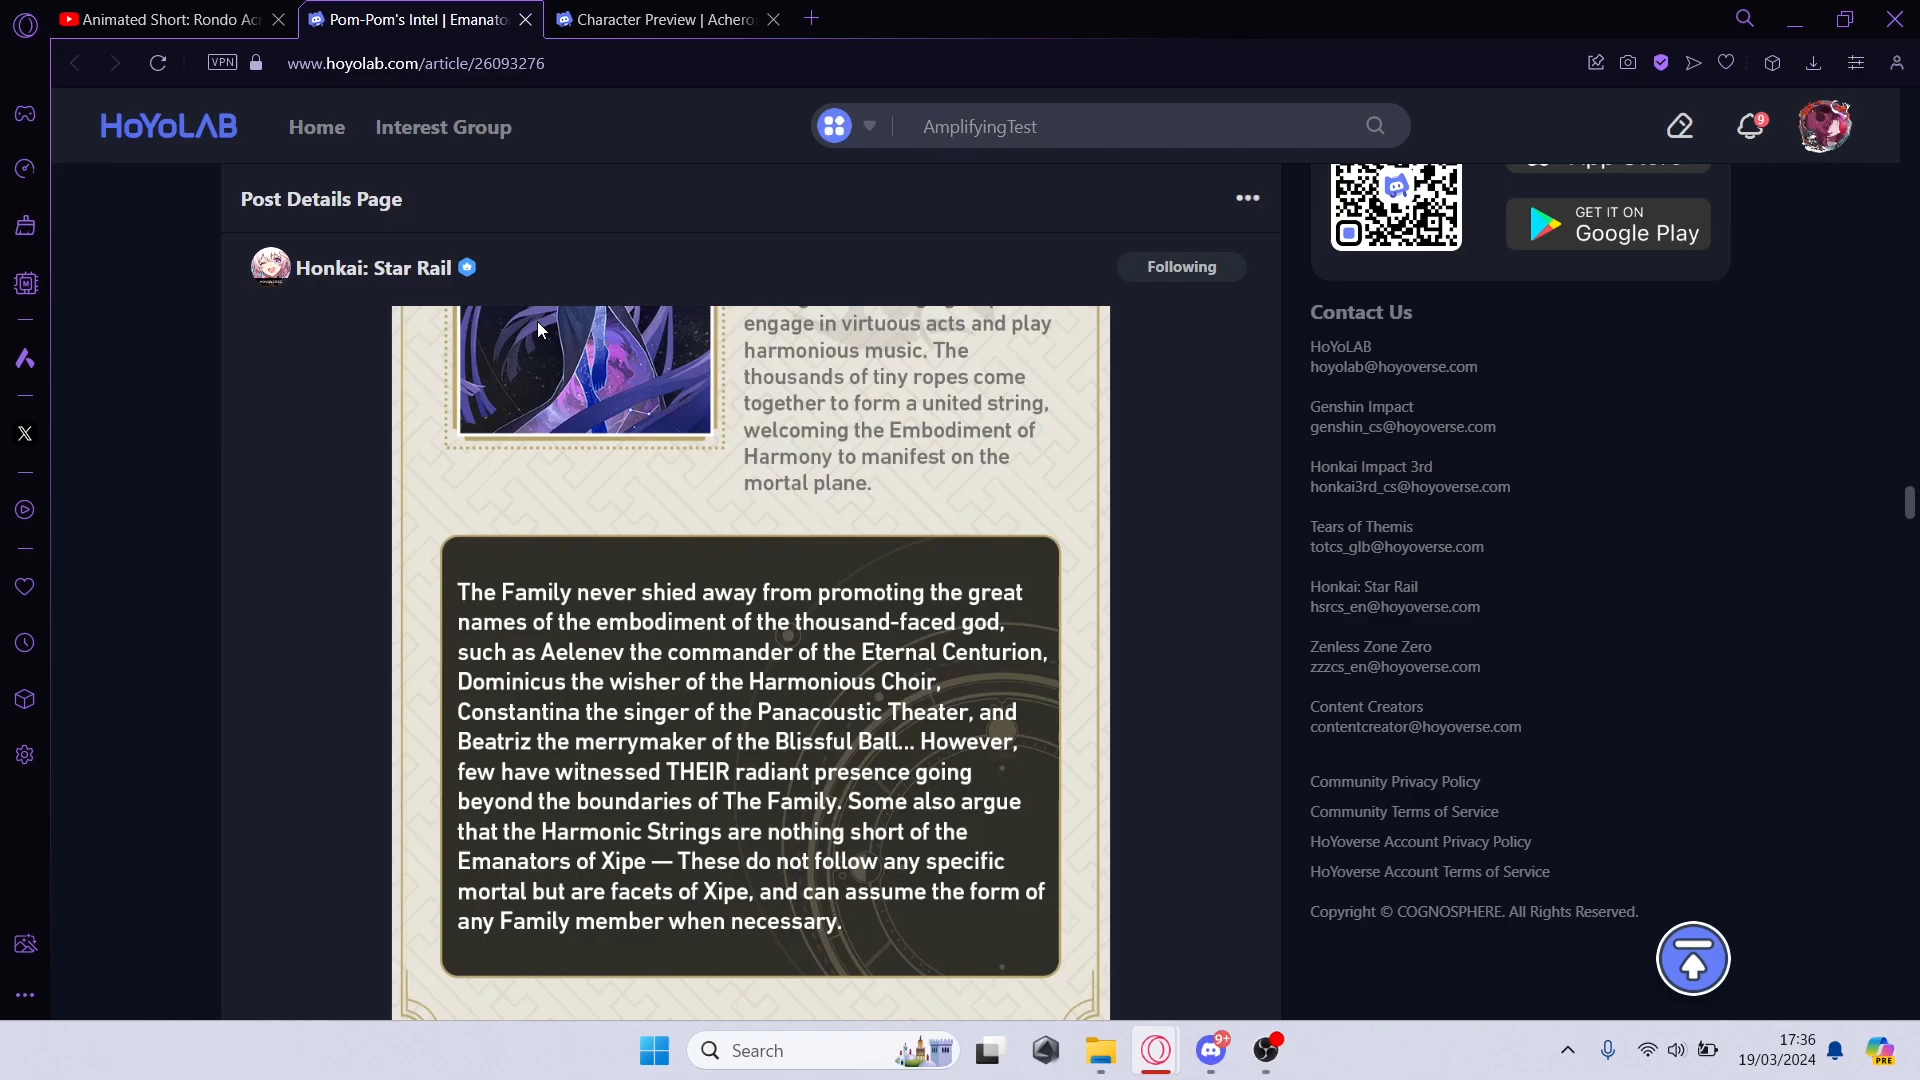 Animated Short: Rondo Ac
Pom-Pom's Intel | Emanato
Character Preview | Achero
VPN
www.hoyolab.com/article/26093276
HoYoLAB
Home
Interest Group
AmplifyingTest
9
Post Details Page
Honkai: Star Rail
Following
engage in virtuous acts and play
harmonious music. The
thousands of tiny ropes come
together to form a united string,
welcoming the Embodiment of
Harmony to manifest on the
mortal plane.
The Family never shied away from promoting the great
names of the embodiment of the thousand-faced god,
such as Aelenev the commander of the Eternal Centurion,
Dominicus the wisher of the Harmonious Choir,
Constantina the singer of the Panacoustic Theater, and
Beatriz the merrymaker of the Blissful Ball... However,
few have witnessed THEIR radiant presence going
beyond the boundaries of The Family. Some also argue
that the Harmonic Strings are nothing short of the
Emanators of Xipe — These do not follow any specific
mortal but are facets of Xipe, and can assume the form of
any Family member when necessary.
App Store
GET IT ON
Google Play
Contact Us
HoYoLAB
hoyolab@hoyoverse.com
Genshin Impact
genshin_cs@hoyoverse.com
Honkai Impact 3rd
honkai3rd_cs@hoyoverse.com
Tears of Themis
totcs_glb@hoyoverse.com
Honkai: Star Rail
hsrcs_en@hoyoverse.com
Zenless Zone Zero
zzzcs_en@hoyoverse.com
Content Creators
contentcreator@hoyoverse.com
Community Privacy Policy
Community Terms of Service
HoYoverse Account Privacy Policy
HoYoverse Account Terms of Service
Copyright © COGNOSPHERE. All Rights Reserved.
Search
9+
17:36
19/03/2024
PRE